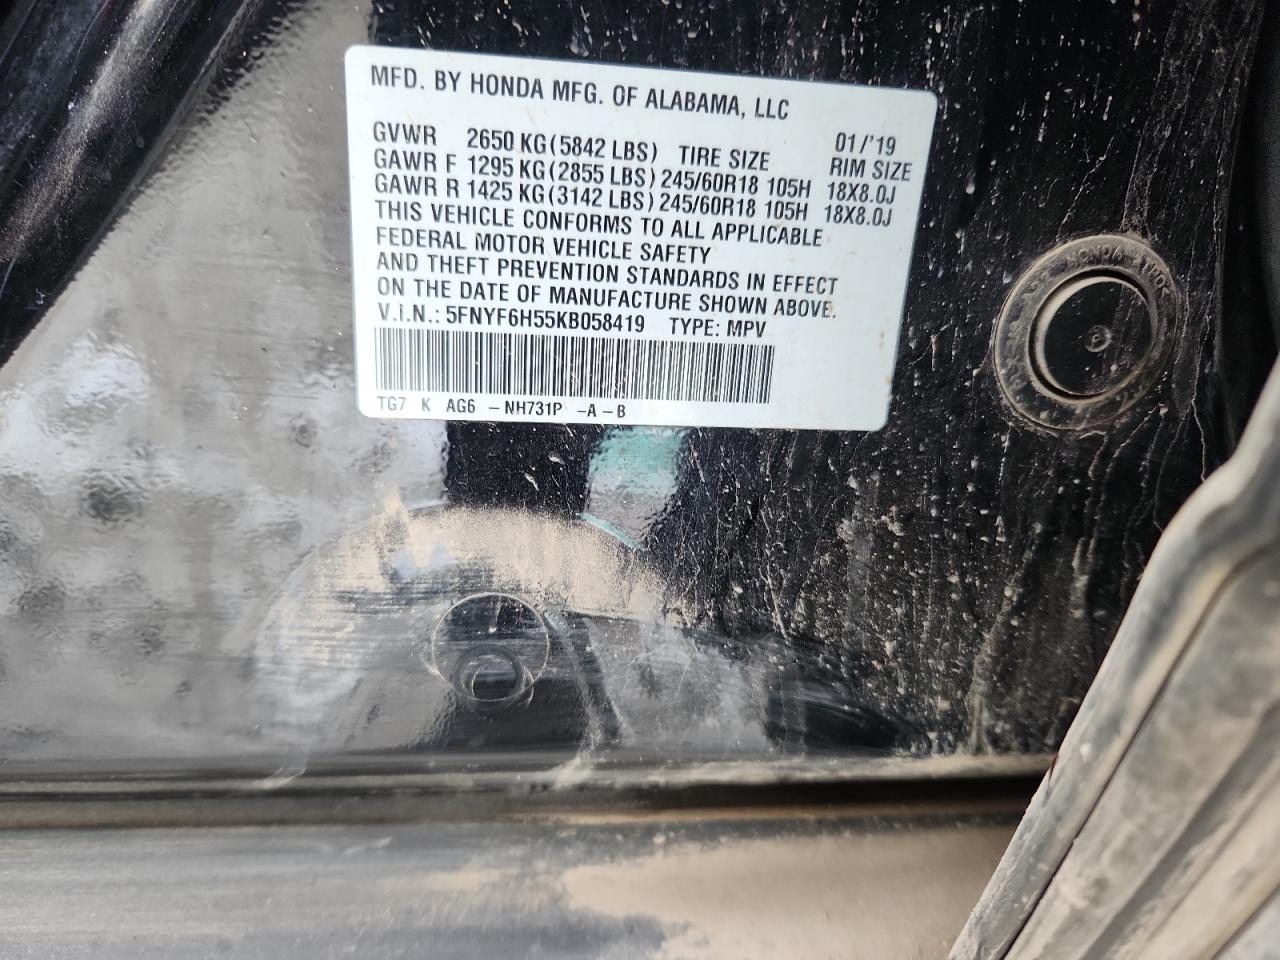 MFD. BY HONDA MFG. OF ALABAMA, LLC
01/'19
GVWR 2650 KG(5842 LBS) TIRE SIZE RIM SIZE
GAWR F 1295 KG(2855 LBS) 245/60R18 105H 18X8.0J
GAWR R 1425 KG(3142 LBS) 245/60R18 105H 18X8.0J
THIS VEHICLE CONFORMS TO ALL APPLICABLE
FEDERAL MOTOR VEHICLE SAFETY
AND THEFT PREVENTION STANDARDS IN EFFECT
ON THE DATE OF MANUFACTURE SHOWN ABOVE.
V.I.N.: 5FNYF6H55KB058419 TYPE: MPV
TG7 K AG6 -NH731P -A-B
HONDA